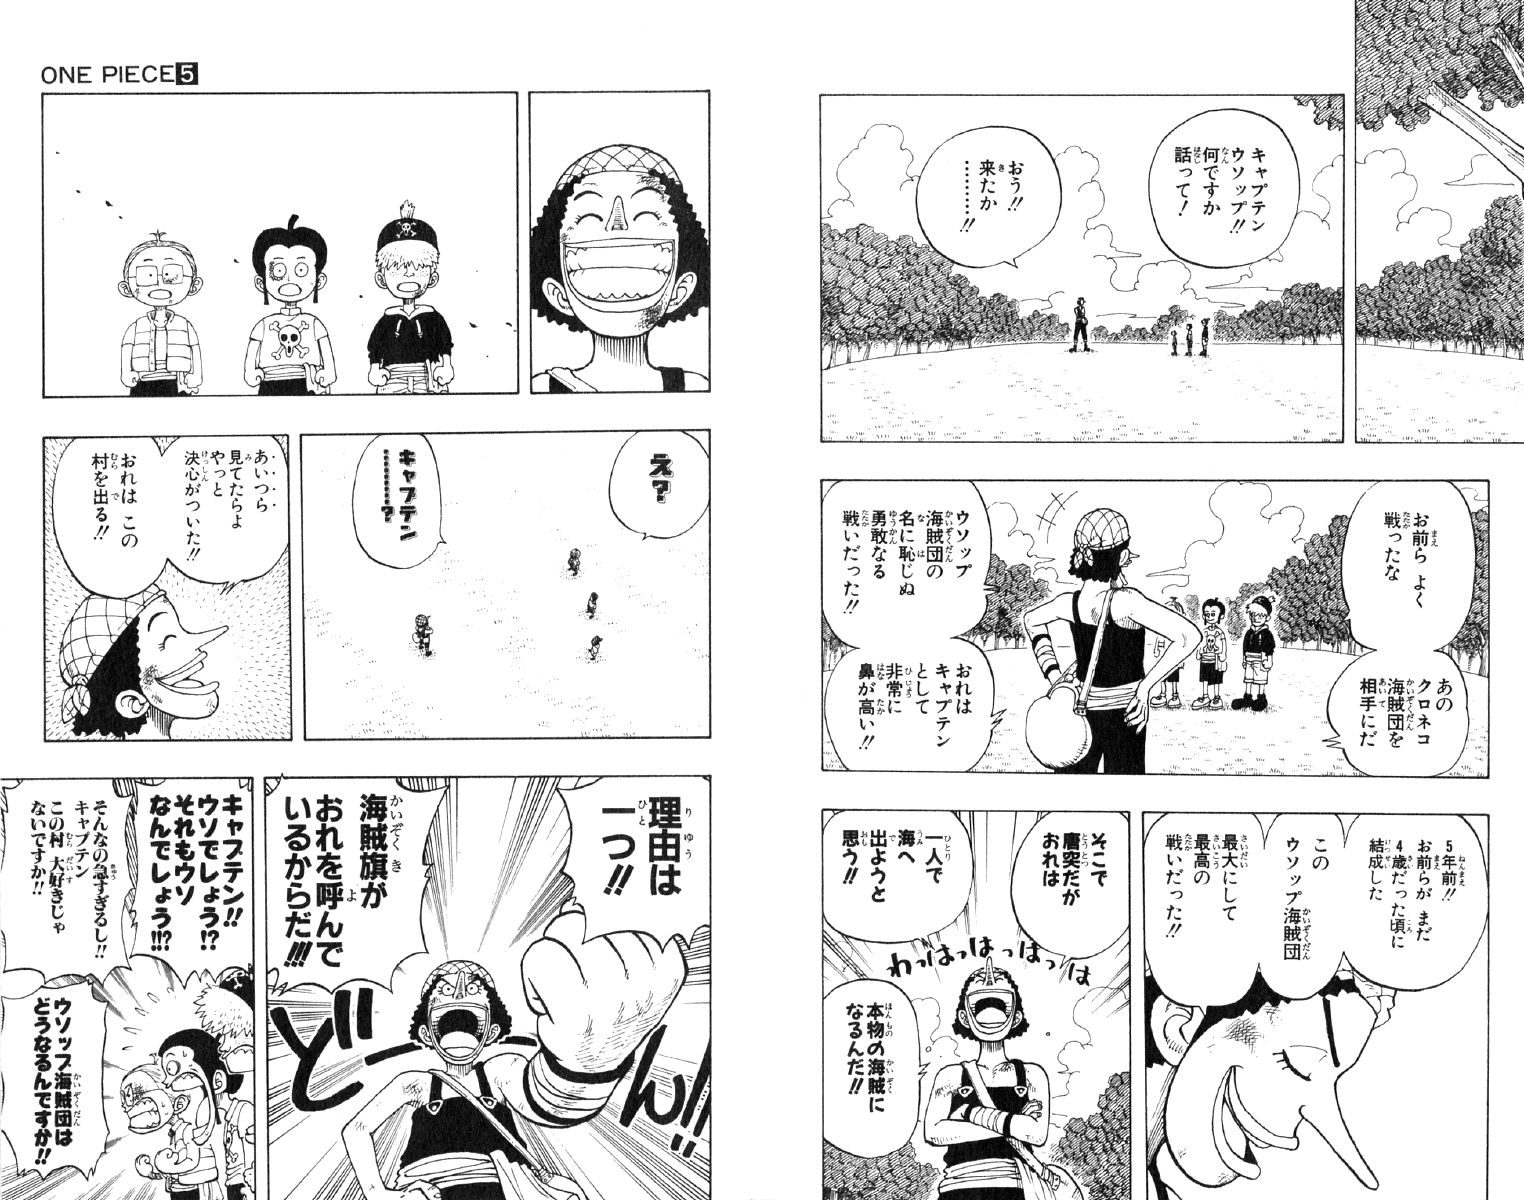 キャプテン
ウソップ!!
何ですか
話って!
おう!!
来たか
………!!
お前ら よく
戦ったな
あの
クロネコ
海賊団を
相手にだ
ウソップ
海賊団の
名に恥じぬ
勇敢なる
戦いだった!!
おれは
キャプテン
として
非常に
鼻が高い!!
5年前!!
お前らが まだ
4歳だった頃に
結成した
この
ウソップ海賊団
最大にして
最高の
戦いだった!!
そこで
唐突だが
おれは
一人で
海へ
出ようと
思う!!
わっはっはっはっは
本物の海賊に
なるんだ!!
ONE PIECE 5
え?
キャプテン
…………?
あいつら
見てたらよ
やっと
決心がついた!!
おれは この
村を出る!!
理由は
一つ!!
海賊旗が
おれを呼んで
いるからだ!!!
どーん!!
キャプテン!!
ウソでしょう!?
それもウソ
なんでしょう!!?
そんなの急すぎるし!!
キャプテン
この村 大好きじゃ
ないですか!!
ウソップ海賊団は
どうなるんですか!!